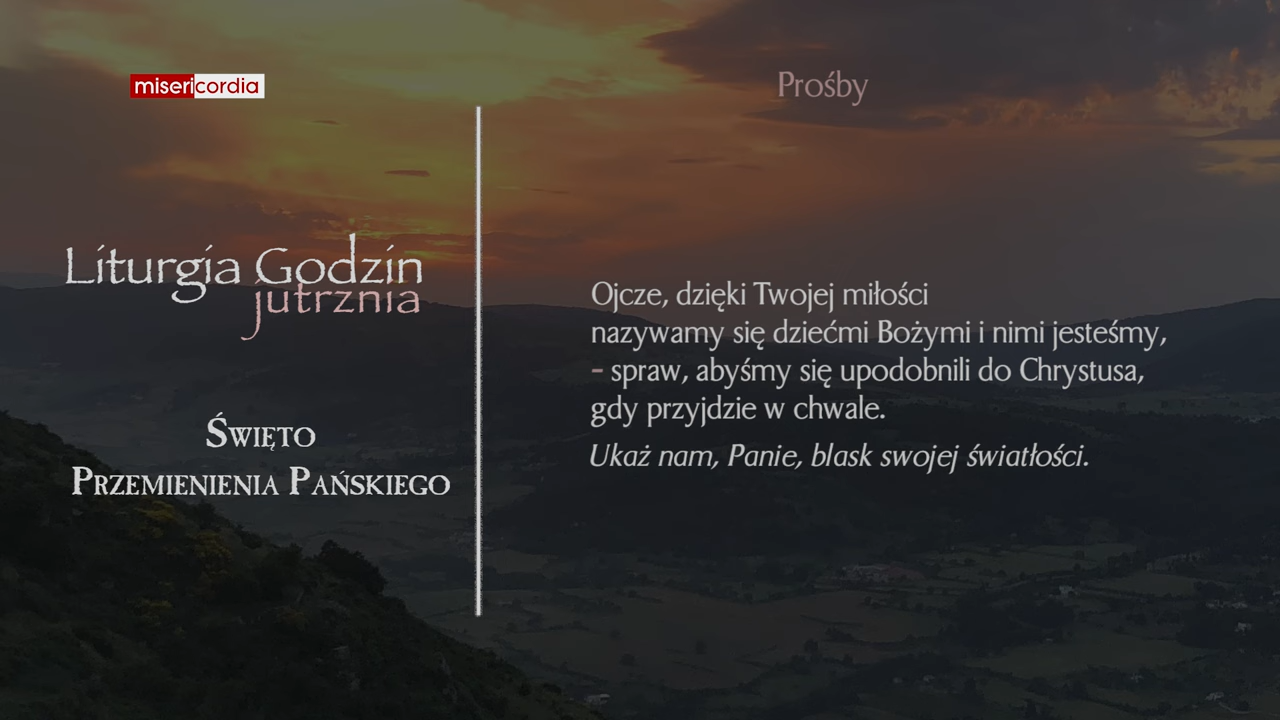 misericordia
Liturgia Godzin
jutrznia
Święto
Przemienienia Pańskiego
Prośby
Ojcze, dzięki Twojej miłości
nazywamy się dziećmi Bożymi i nimi jesteśmy,
- spraw, abyśmy się upodobnili do Chrystusa,
gdy przyjdzie w chwale.
Ukaż nam, Panie, blask swojej światłości.